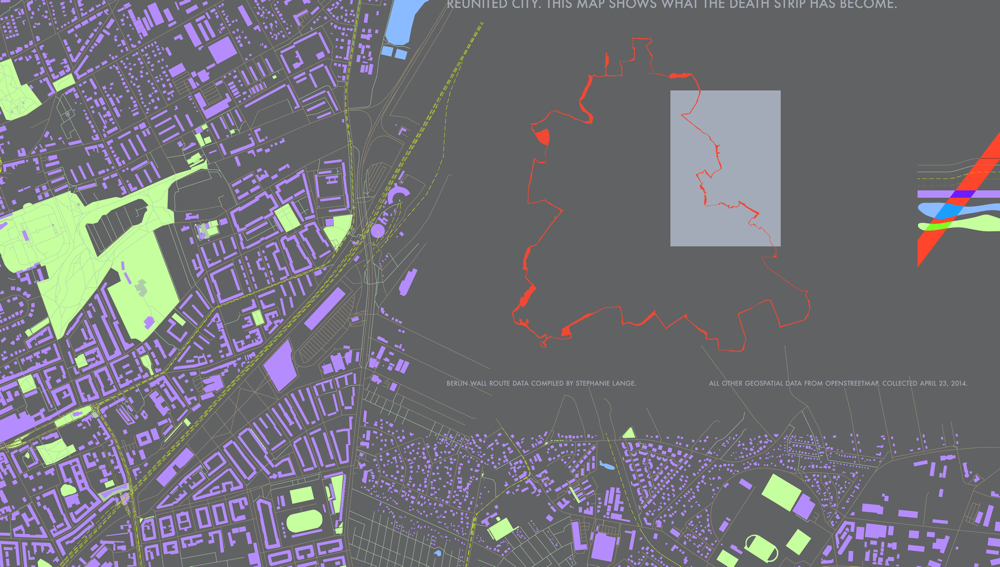 REUNITED CITY. THIS MAP SHOWS WHAT THE DEATH STRIP HAS BECOME.
BERLIN WALL ROUTE DATA COMPILED BY STEPHANIE LANGE.
ALL OTHER GEOSPATIAL DATA FROM OPENSTREETMAP, COLLECTED APRIL 23, 2014.